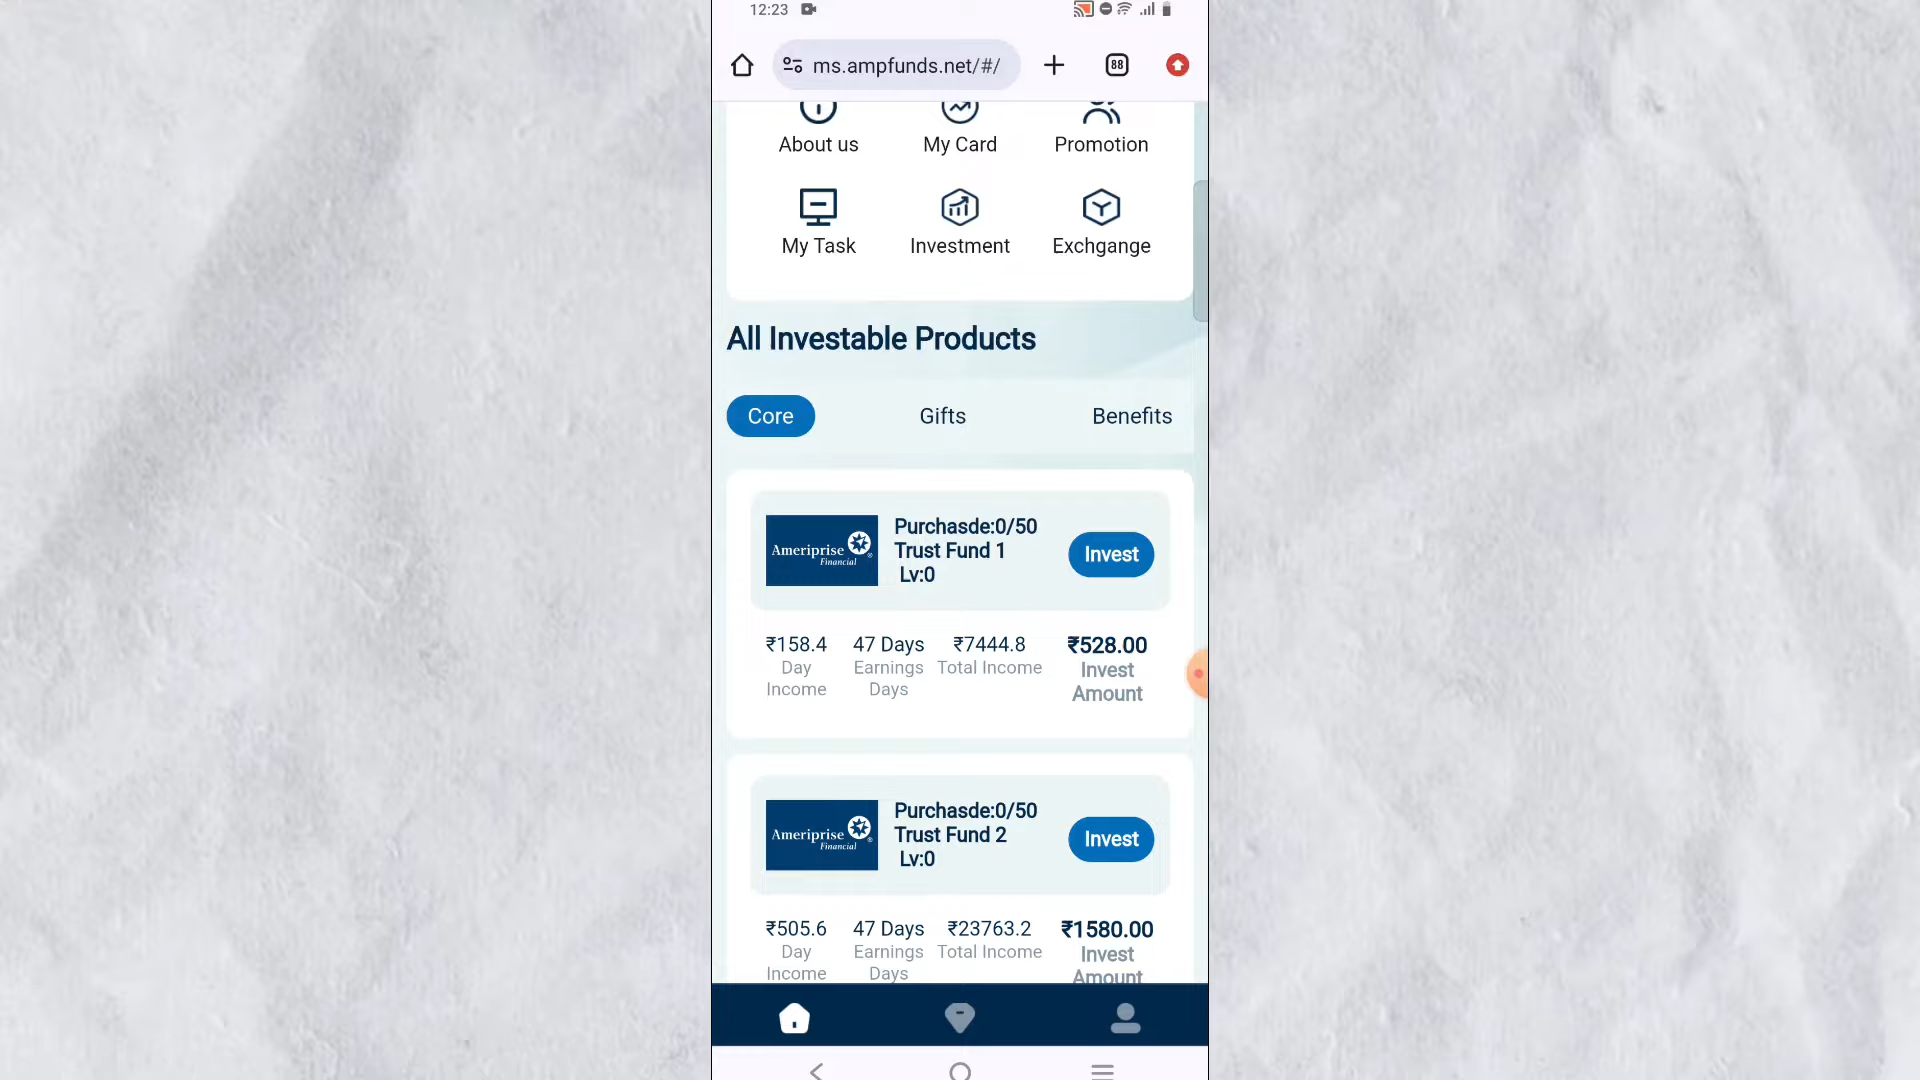 12:23
ms.ampfunds.net/#/
88
About us
My Card
Promotion
My Task
Investment
Exchgange
All Investable Products
Core
Gifts
Benefits
Ameriprise
Financial
Purchasde:0/50
Trust Fund 1
Lv:0
Invest
₹158.4
Day
Income
47 Days
Earnings
Days
₹7444.8
Total Income
₹528.00
Invest
Amount
Ameriprise
Financial
Purchasde:0/50
Trust Fund 2
Lv:0
Invest
₹505.6
Day
Income
47 Days
Earnings
Days
₹23763.2
Total Income
₹1580.00
Invest
Amount